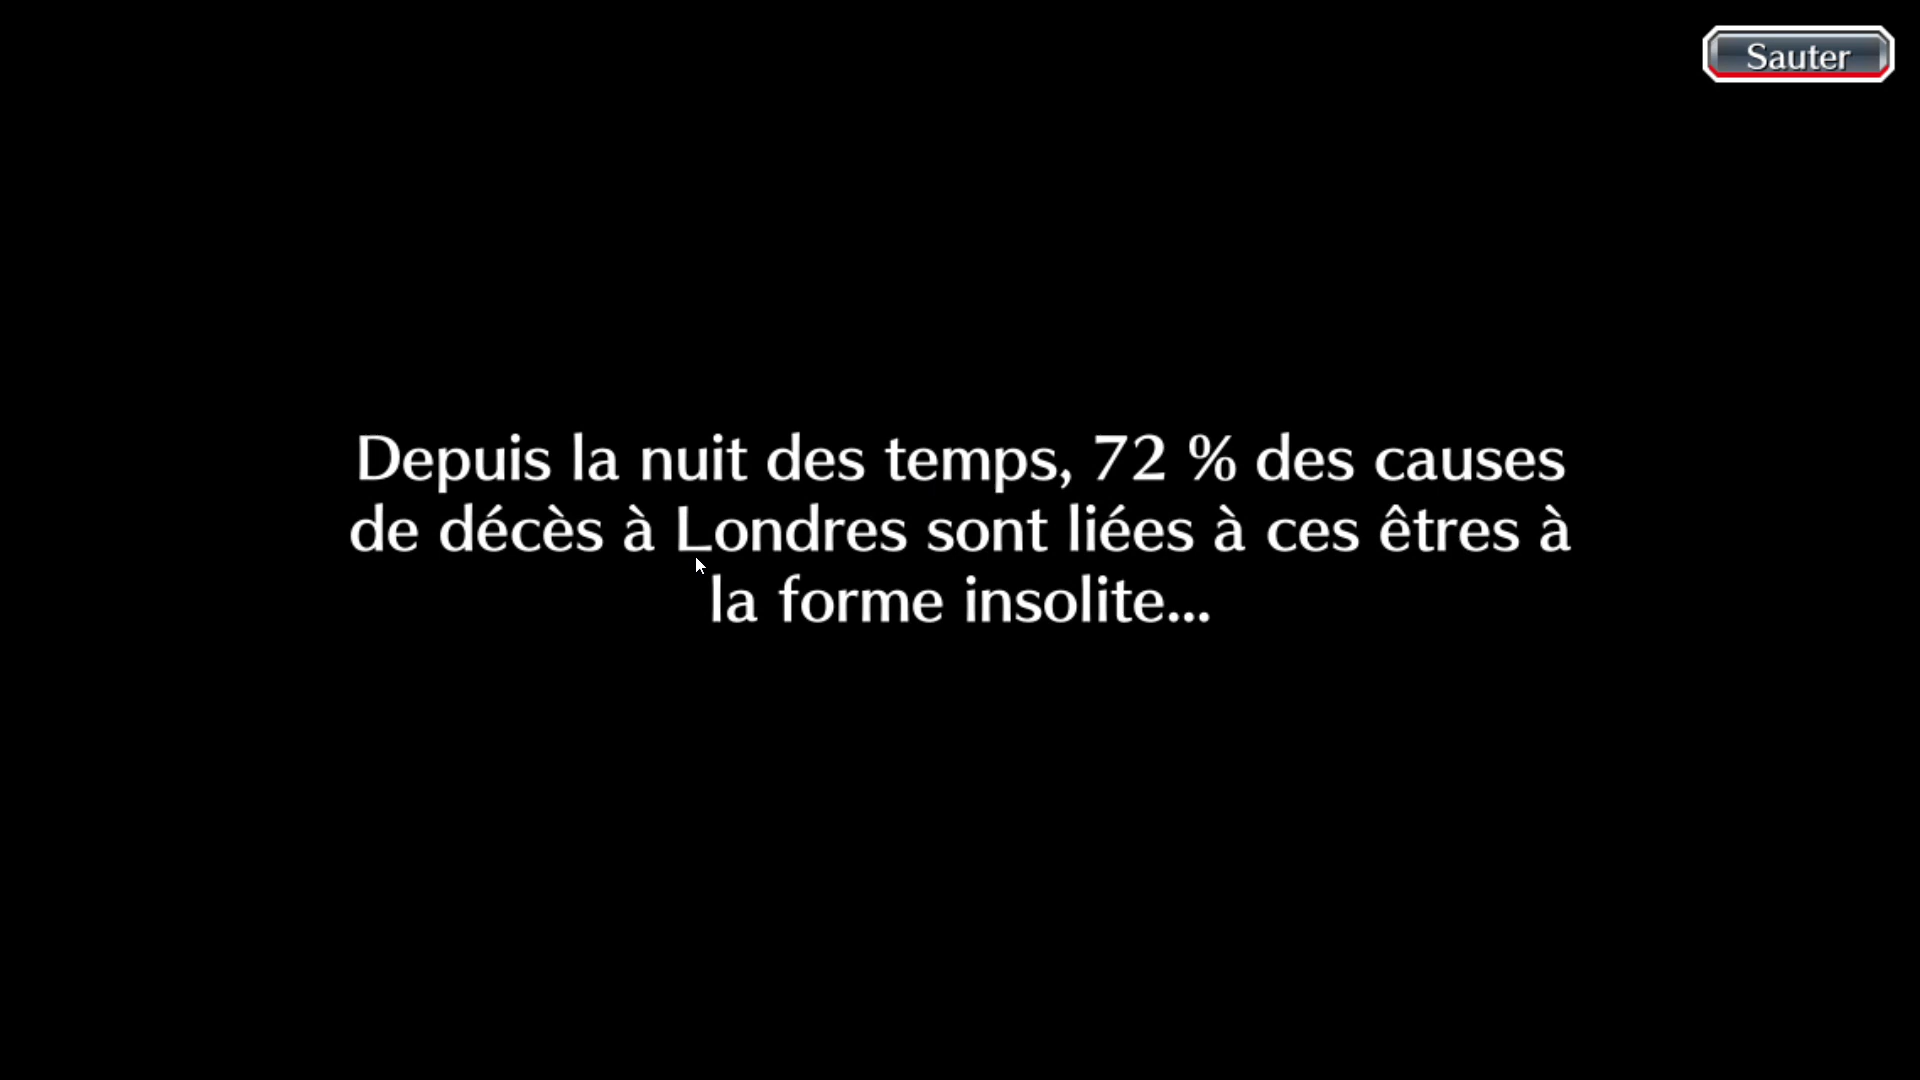 Sauter
Depuis la nuit des temps, 72 % des causes
de décès à Londres sont liées à ces êtres à
la forme insolite...